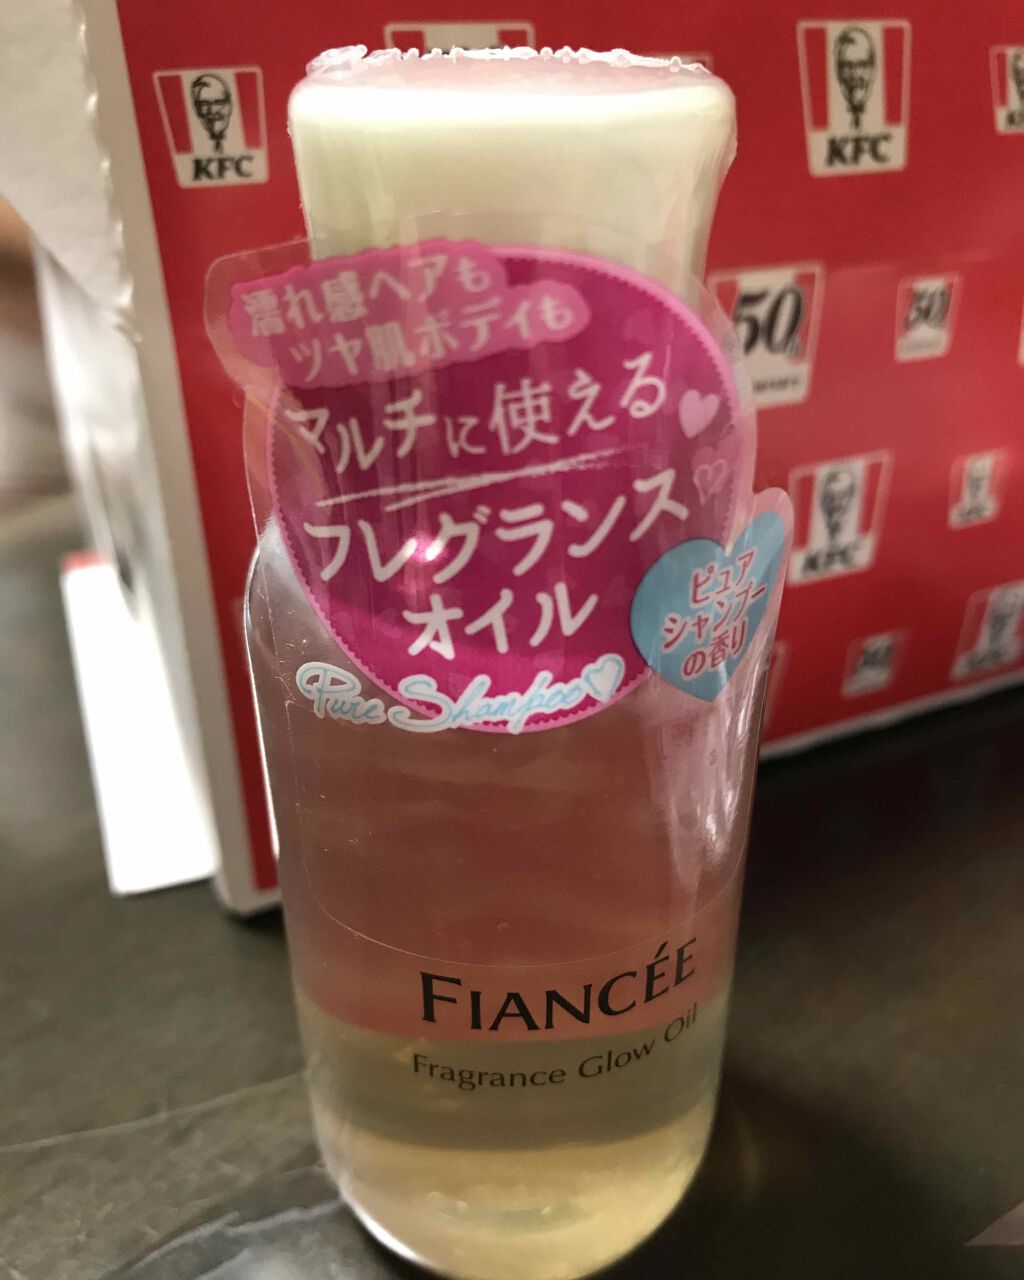 濡れ感ヘアも
ツヤ肌ボディも
マルチに使える
フレグランス
オイル
Pure Shampoo
ピュア
シャンプー
の香り
FIANCÉE
Fragrance Glow Oil
KFC
KFC
50
50
KFC